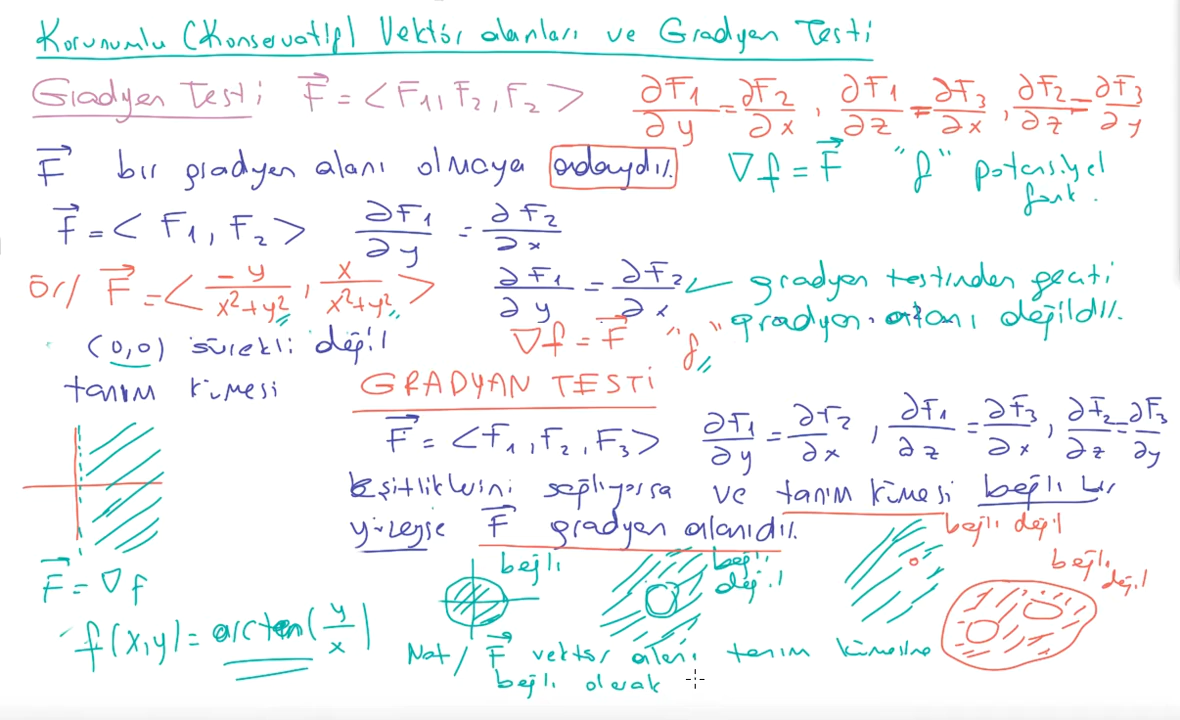 Korunumlu (Konservatif) Vektör alanları ve Gradyen Testi
Gradyen Testi; F⃗ = <F₁, F₂, F₂> ∂F₁/∂y = ∂F₂/∂x , ∂F₁/∂z = ∂F₃/∂x , ∂F₂/∂z = ∂F₃/∂y
F⃗ bir gradyen alanı olmaya adaydır. ∇f = F⃗ "f" potansiyel fonk.
F⃗ = <F₁, F₂> ∂F₁/∂y = ∂F₂/∂x
Ör// F⃗ = <-y/(x²+y²) , x/(x²+y²)> ∂F₁/∂y = ∂F₂/∂x gradyen testinden geçti
gradyen alanı değildir.
(0,0) sürekli değil ∇f = F⃗ "f"
tanım kümesi
GRADYAN TESTİ
F⃗ = <F₁, F₂, F₃> ∂F₁/∂y = ∂F₂/∂x , ∂F₁/∂z = ∂F₃/∂x , ∂F₂/∂z = ∂F₃/∂y
Eşitliklerini sağlıyorsa ve tanım kümesi bağlı bir
yüzeyse F⃗ gradyen alanıdır.
bağlı
bağlı değil
bağlı değil
bağlı değil
F⃗ = ∇f
f(x,y) = arctan(y/x)
Not/ F⃗ vektör alanı tanım kümesine
bağlı olarak